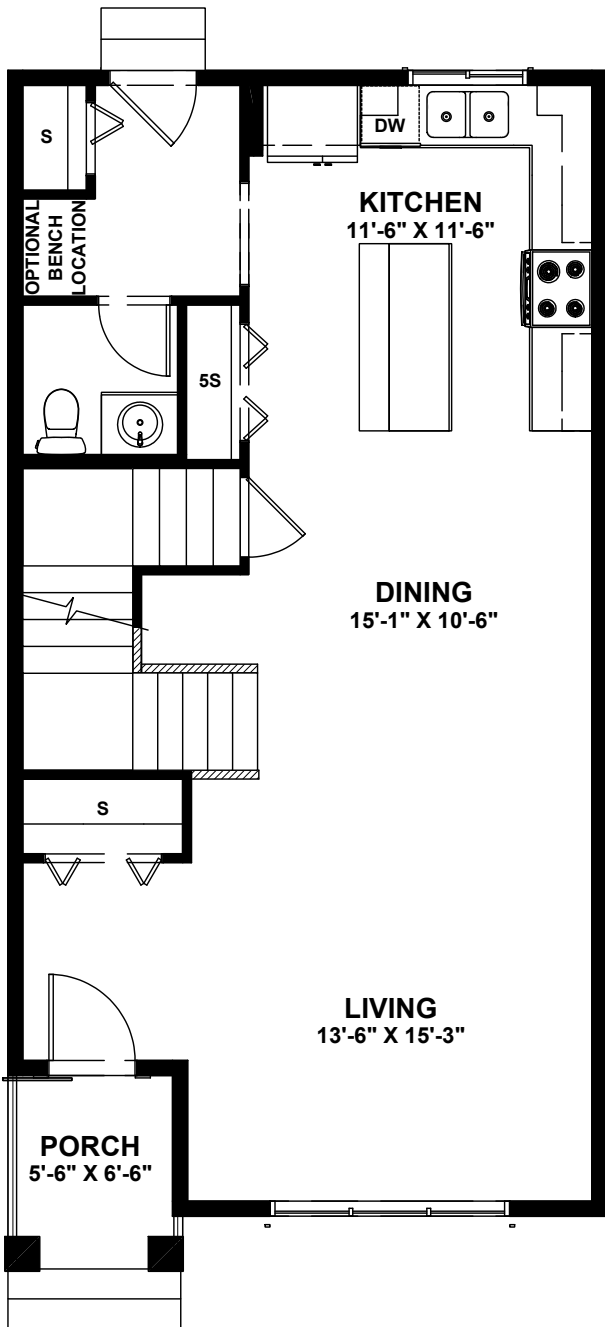 S
DW
KITCHEN
11'-6" X 11'-6"
OPTIONAL
BENCH
LOCATION
5S
DINING
15'-1" X 10'-6"
S
LIVING
13'-6" X 15'-3"
PORCH
5'-6" X 6'-6"